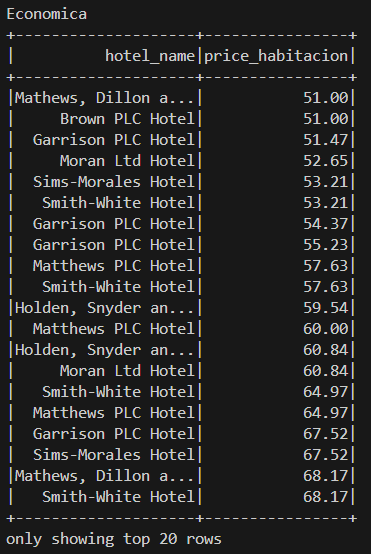 Economica
+--------------------+----------------+
|          hotel_name|price_habitacion|
+--------------------+----------------+
|Mathews, Dillon a...|           51.00|
|     Brown PLC Hotel|           51.00|
|  Garrison PLC Hotel|           51.47|
|     Moran Ltd Hotel|           52.65|
|  Sims-Morales Hotel|           53.21|
|   Smith-White Hotel|           53.21|
|  Garrison PLC Hotel|           54.37|
|  Garrison PLC Hotel|           55.23|
|  Matthews PLC Hotel|           57.63|
|   Smith-White Hotel|           57.63|
|Holden, Snyder an...|           59.54|
|  Matthews PLC Hotel|           60.00|
|Holden, Snyder an...|           60.84|
|     Moran Ltd Hotel|           60.84|
|   Smith-White Hotel|           64.97|
|  Matthews PLC Hotel|           64.97|
|  Garrison PLC Hotel|           67.52|
|  Sims-Morales Hotel|           67.52|
|Mathews, Dillon a...|           68.17|
|   Smith-White Hotel|           68.17|
+--------------------+----------------+
only showing top 20 rows